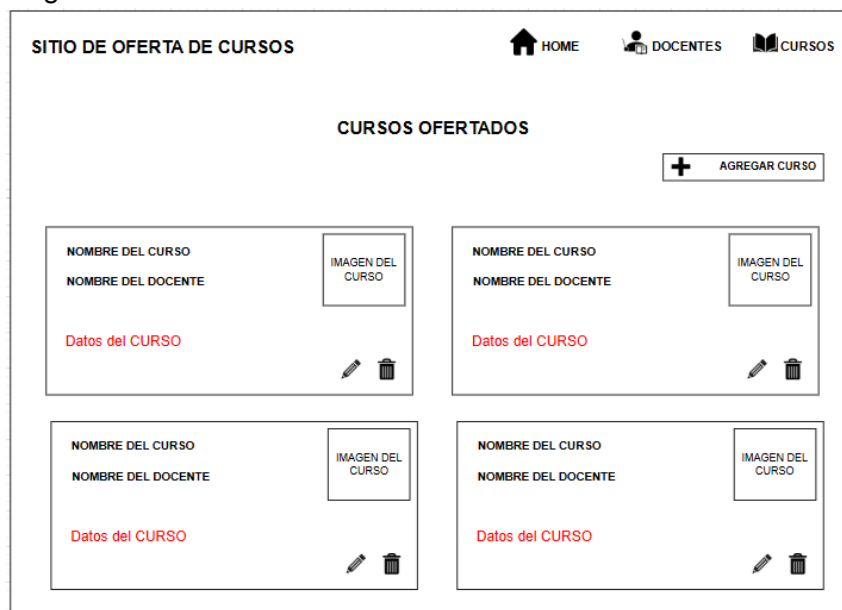 SITIO DE OFERTA DE CURSOS
HOME
DOCENTES
CURSOS
CURSOS OFERTADOS
AGREGAR CURSO
NOMBRE DEL CURSO
NOMBRE DEL DOCENTE
IMAGEN DEL
CURSO
Datos del CURSO
NOMBRE DEL CURSO
NOMBRE DEL DOCENTE
IMAGEN DEL
CURSO
Datos del CURSO
NOMBRE DEL CURSO
NOMBRE DEL DOCENTE
IMAGEN DEL
CURSO
Datos del CURSO
NOMBRE DEL CURSO
NOMBRE DEL DOCENTE
IMAGEN DEL
CURSO
Datos del CURSO